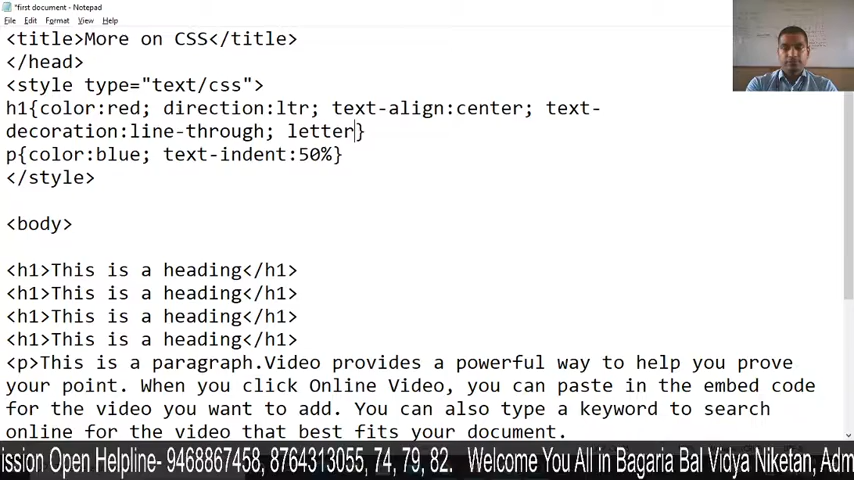 *first document - Notepad
File Edit Format View Help
<title>More on CSS</title>
</head>
<style type="text/css">
h1{color:red; direction:ltr; text-align:center; text-
decoration:line-through; letter}
p{color:blue; text-indent:50%}
</style>
<body>
<h1>This is a heading</h1>
<h1>This is a heading</h1>
<h1>This is a heading</h1>
<h1>This is a heading</h1>
<p>This is a paragraph.Video provides a powerful way to help you prove
your point. When you click Online Video, you can paste in the embed code
for the video you want to add. You can also type a keyword to search
online for the video that best fits your document.
ission Open Helpline- 9468867458, 8764313055, 74, 79, 82. Welcome You All in Bagaria Bal Vidya Niketan, Adm